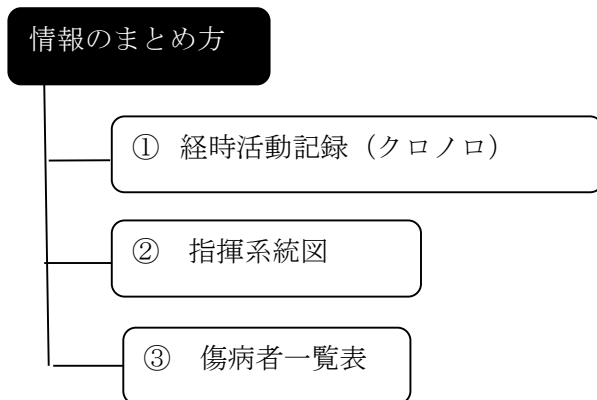 情報のまとめ方
① 経時活動記録（クロノロ）
② 指揮系統図
③ 傷病者一覧表